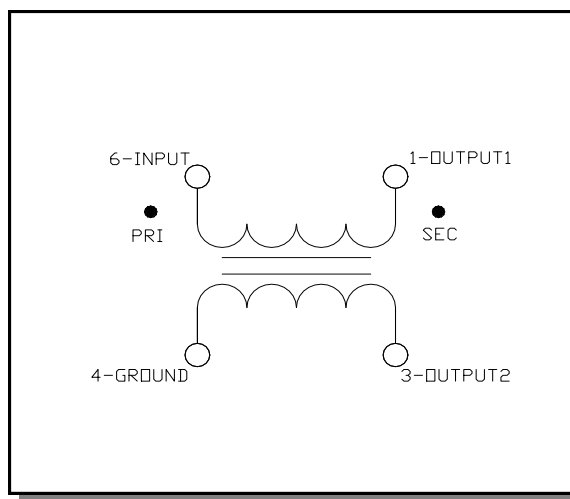 6-INPUT
1-OUTPUT1
PRI
SEC
4-GROUND
3-OUTPUT2